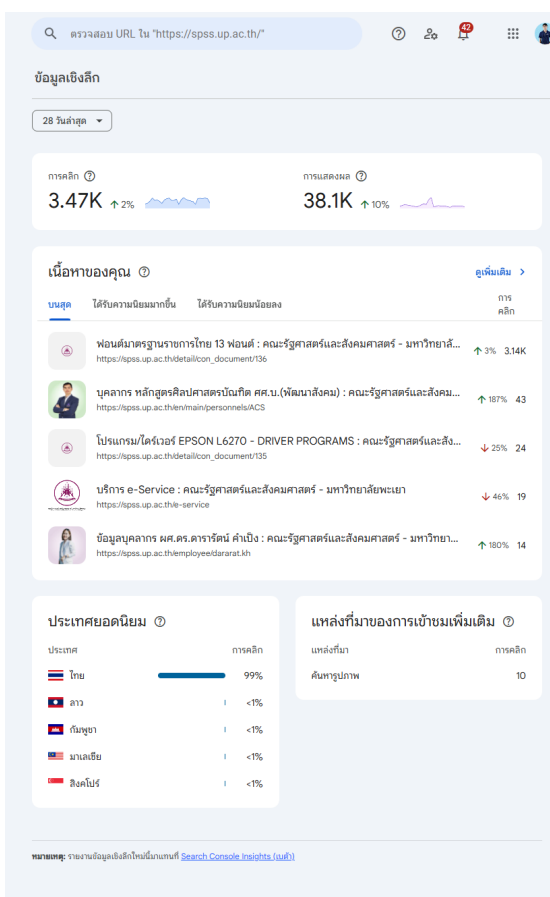 ตรวจสอบ URL ใน "https://spss.up.ac.th/"
42
ข้อมูลเชิงลึก
28 วันล่าสุด
การคลิก
3.47K 2%
การแสดงผล
38.1K 10%
เนื้อหาของคุณ
ดูเพิ่มเติม
บนสุด ได้รับความนิยมมากขึ้น ได้รับความนิยมน้อยลง
การ
คลิก
ฟอนต์มาตรฐานราชการไทย 13 ฟอนต์ : คณะรัฐศาสตร์และสังคมศาสตร์ - มหาวิทยาลั...
https://spss.up.ac.th/detail/con_document/136
3% 3.14K
บุคลากร หลักสูตรศิลปศาสตรบัณฑิต ศศ.บ.(พัฒนาสังคม) : คณะรัฐศาสตร์และสังคม...
https://spss.up.ac.th/en/main/personnels/ACS
187% 43
โปรแกรม/ไดร์เวอร์ EPSON L6270 - DRIVER PROGRAMS : คณะรัฐศาสตร์และสัง...
https://spss.up.ac.th/detail/con_document/135
25% 24
บริการ e-Service : คณะรัฐศาสตร์และสังคมศาสตร์ - มหาวิทยาลัยพะเยา
https://spss.up.ac.th/e-service
46% 19
ข้อมูลบุคลากร ผศ.ดร.ดารารัตน์ คำเป็ง : คณะรัฐศาสตร์และสังคมศาสตร์ - มหาวิทยา...
https://spss.up.ac.th/employee/dararat.kh
180% 14
ประเทศยอดนิยม
ประเทศ การคลิก
ไทย 99%
ลาว <1%
กัมพูชา <1%
มาเลเซีย <1%
สิงคโปร์ <1%
แหล่งที่มาของการเข้าชมเพิ่มเติม
แหล่งที่มา การคลิก
ค้นหารูปภาพ 10
หมายเหตุ: รายงานข้อมูลเชิงลึกใหม่นี้มาแทนที่ Search Console Insights (เบต้า)